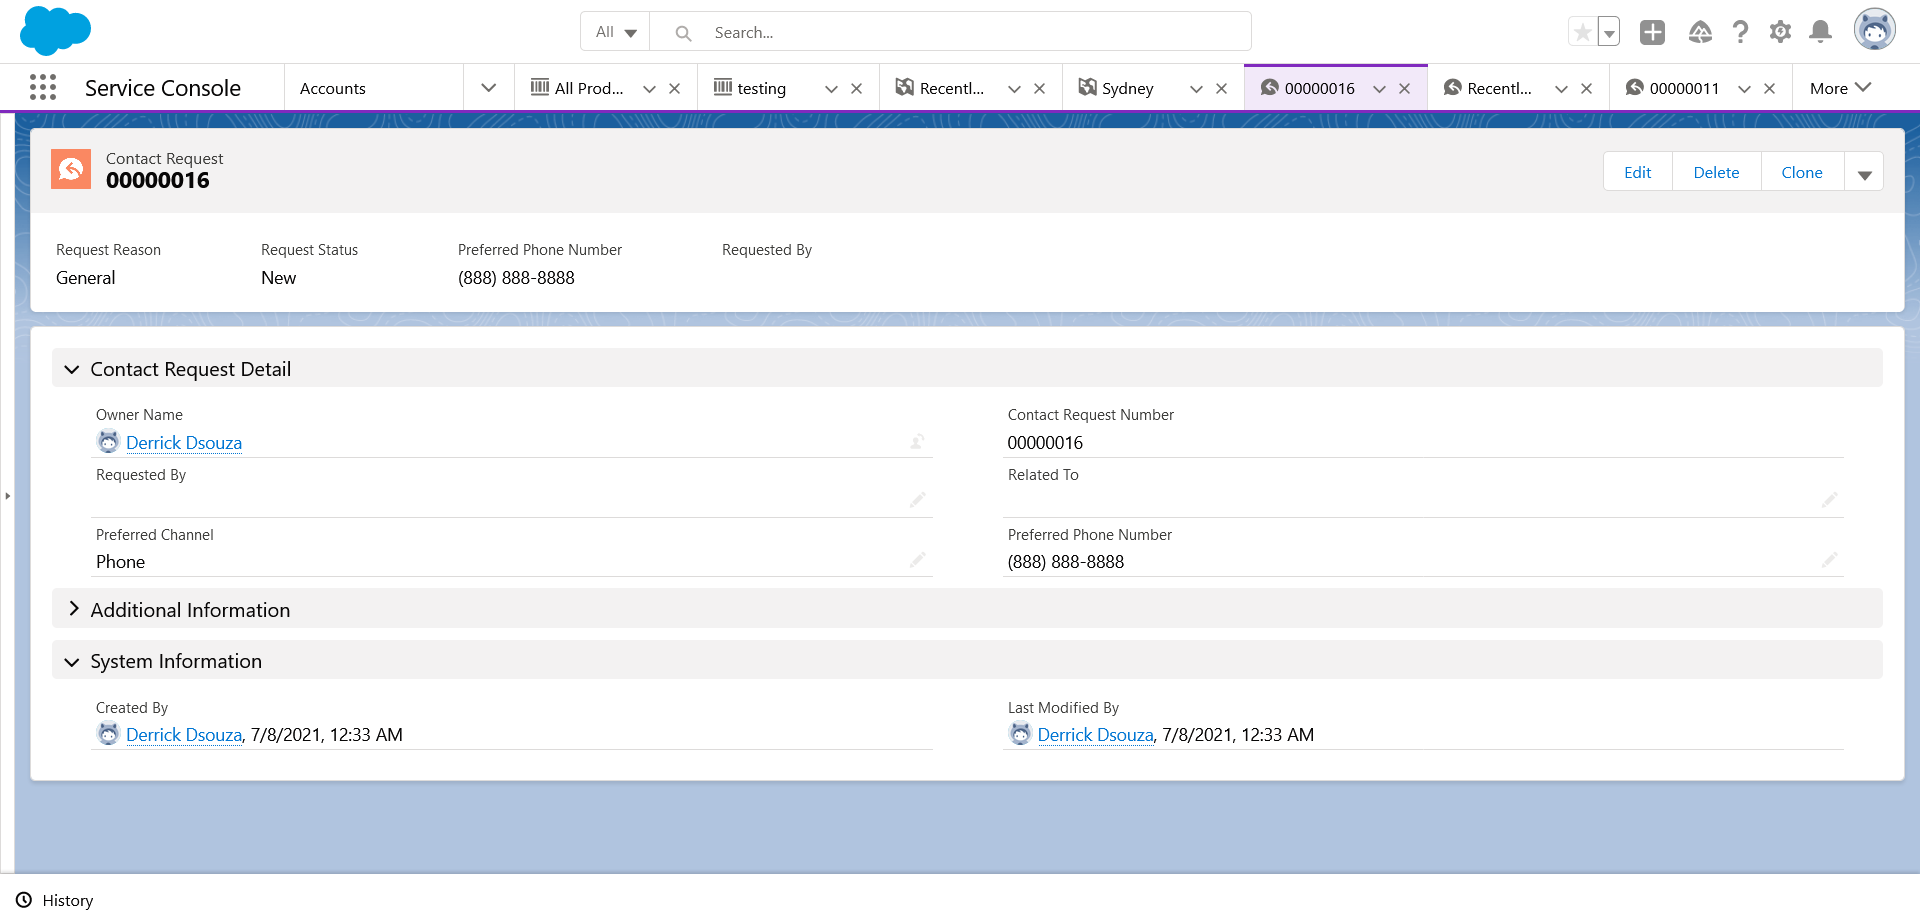 All Search...
Service Console Accounts All Prod... testing Recentl... Sydney 00000016 Recentl... 00000011 More
Contact Request
00000016
Edit Delete Clone
Request Reason Request Status Preferred Phone Number Requested By
General New (888) 888-8888
Contact Request Detail
Owner Name Contact Request Number
Derrick Dsouza 00000016
Requested By Related To
Preferred Channel Preferred Phone Number
Phone (888) 888-8888
Additional Information
System Information
Created By Last Modified By
Derrick Dsouza, 7/8/2021, 12:33 AM Derrick Dsouza, 7/8/2021, 12:33 AM
History